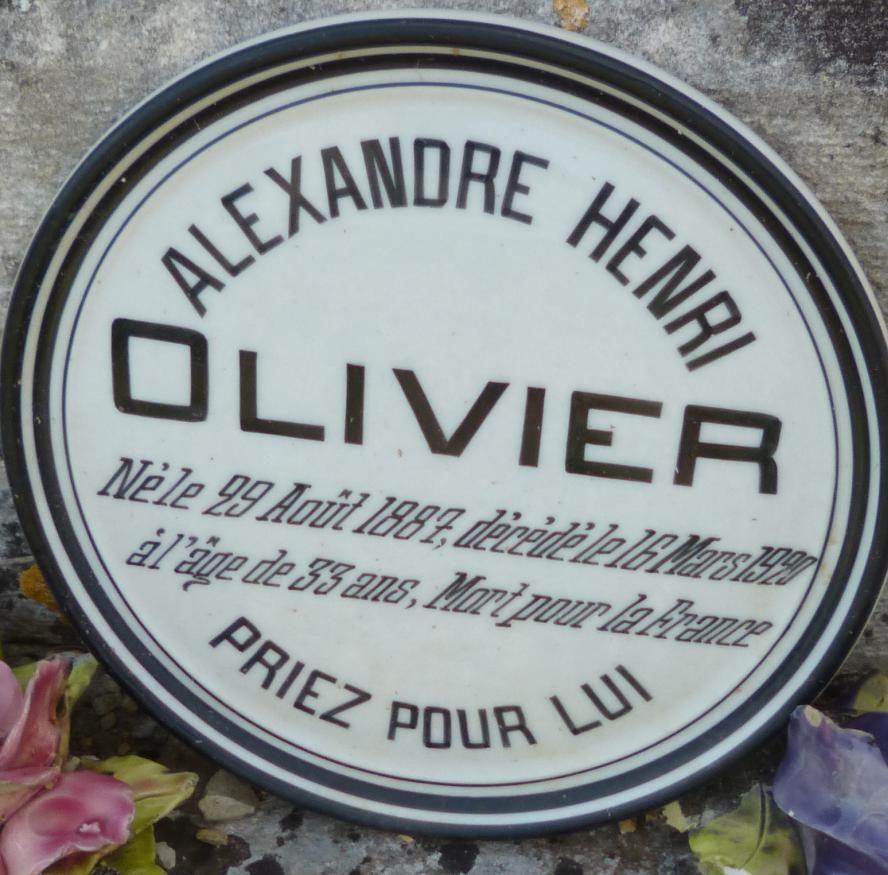 ALEXANDRE HENRI
OLIVIER
Né le 29 Août 1887, décédé le 16 Mars 1920
à l'âge de 33 ans, Mort pour la France
PRIEZ POUR LUI